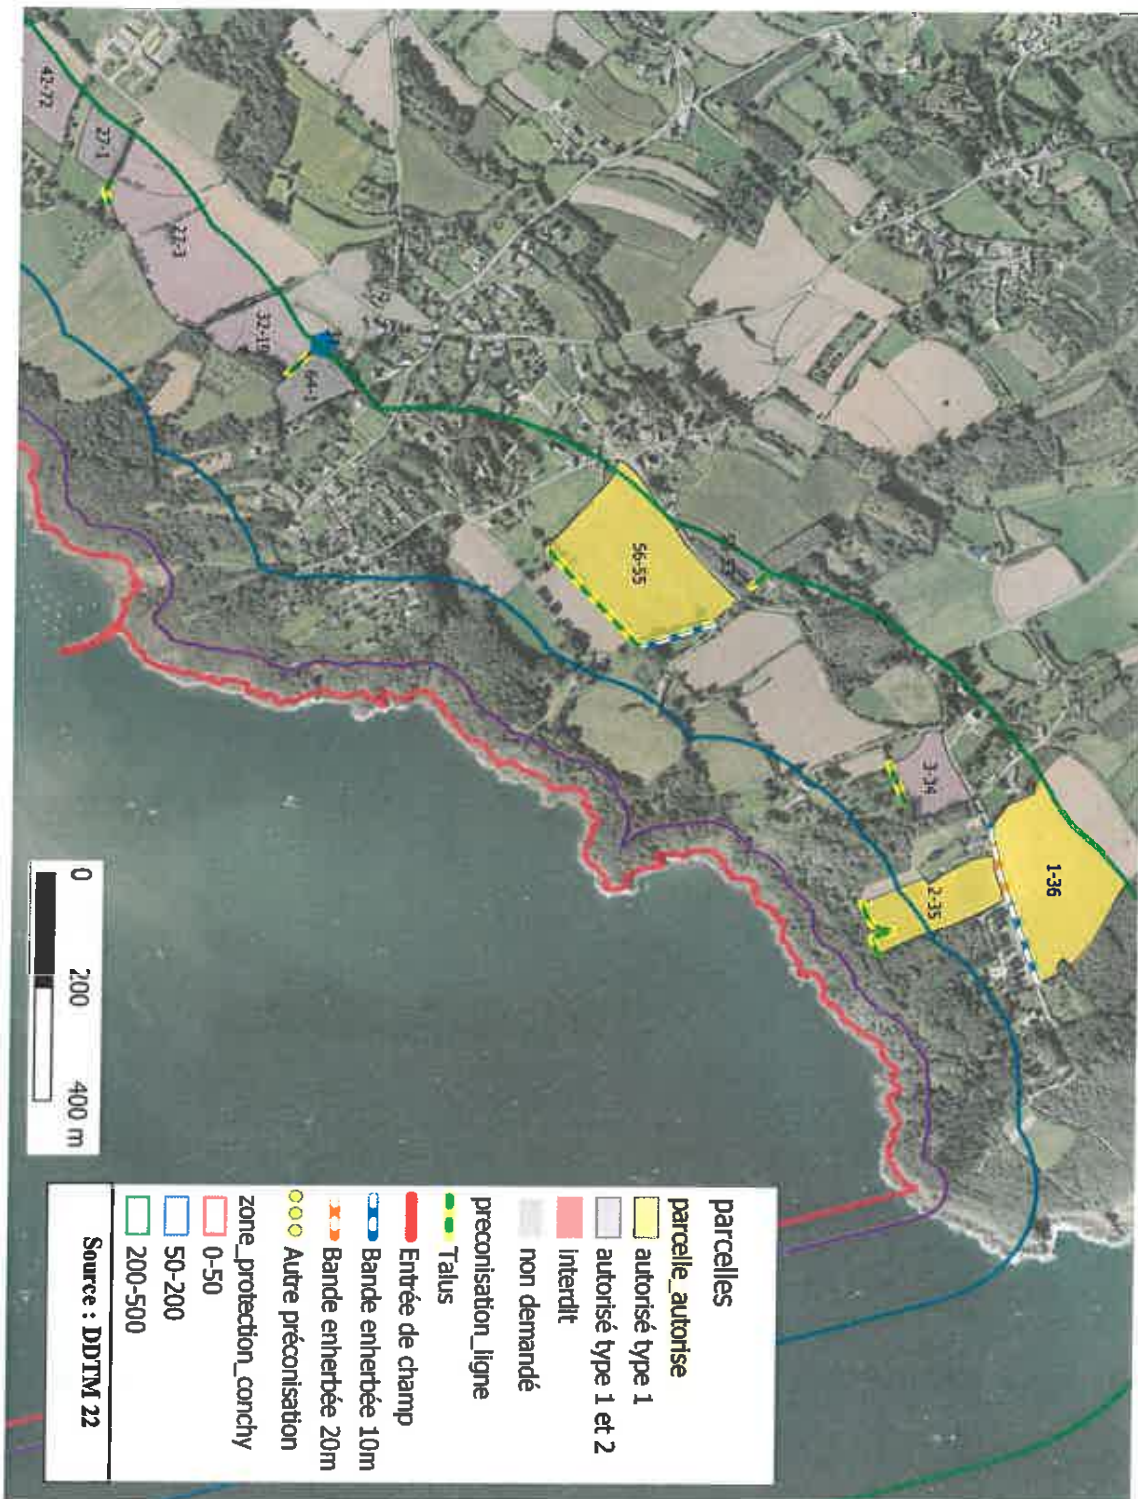 42-72
27-1
27-3
32-10
64-1
56-55
3-34
2-35
1-36
0 200 400 m
parcelles
parcelle_autorise
autorisé type 1
autorisé type 1 et 2
interdit
non demandé
preconisation_ligne
Talus
Entrée de champ
Bande enherbée 10m
Bande enherbée 20m
Autre préconisation
zone_protection_conchy
0-50
50-200
200-500
Source : DDTM 22